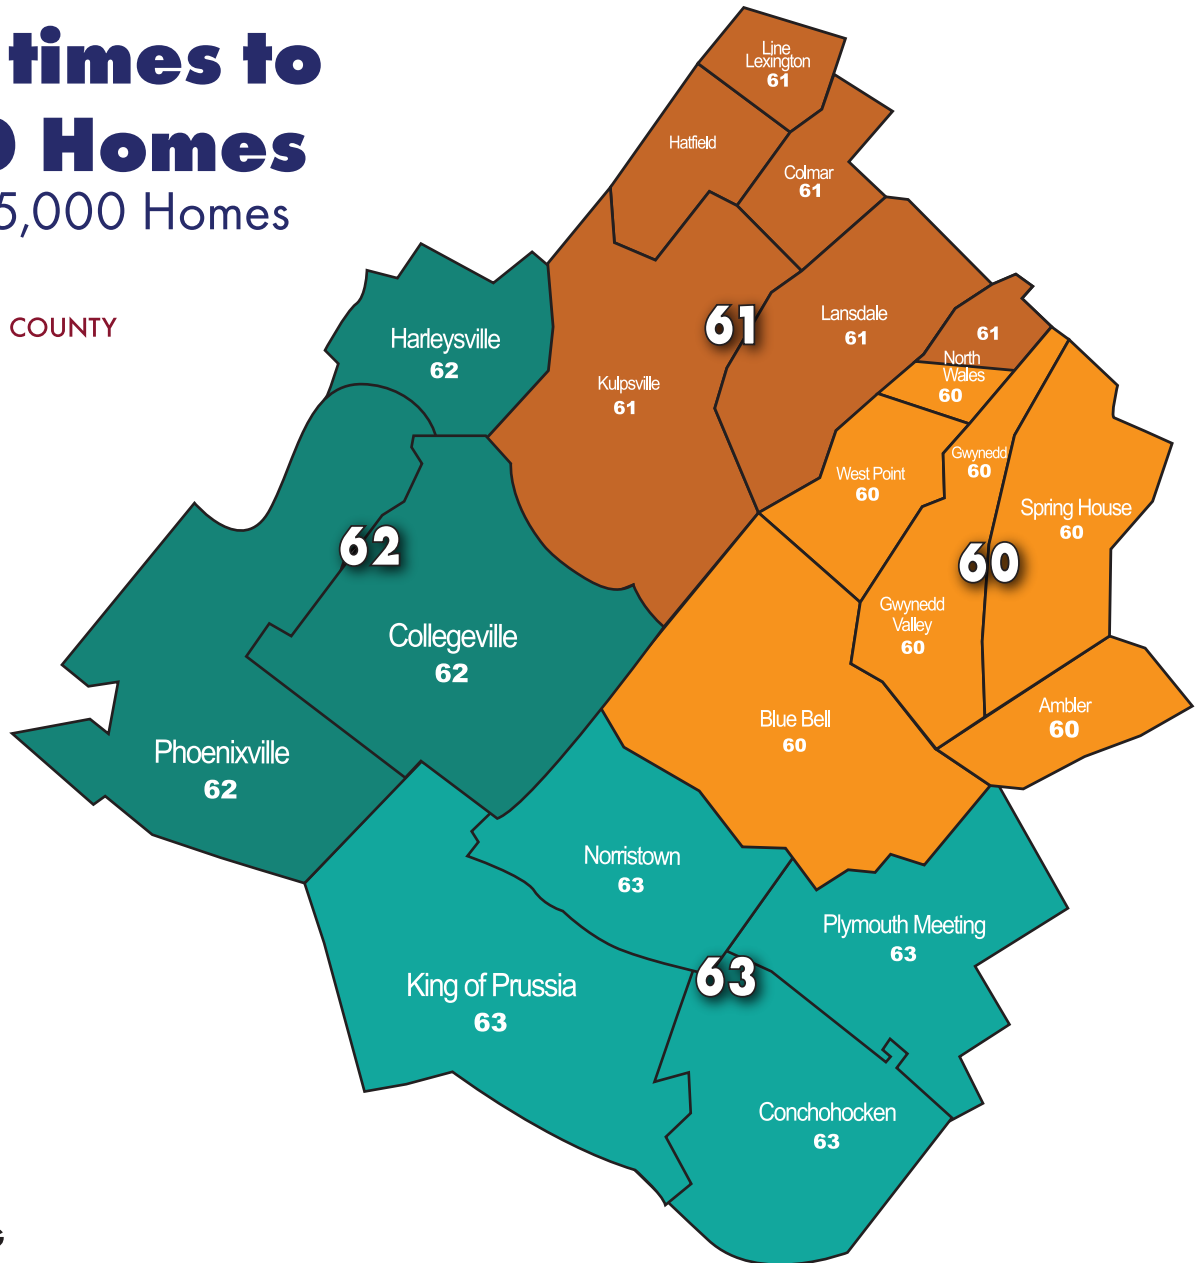 times to
Homes
5,000 Homes
COUNTY
Line
Lexington
61
Hatfield
Colmar
61
Lansdale
61
61
61
North
Wales
60
Harleysville
62
Kulpsville
61
Gwynedd
60
West Point
60
Spring House
60
62
60
Gwynedd
Valley
60
Collegeville
62
Blue Bell
60
Ambler
60
Phoenixville
62
Norristown
63
Plymouth Meeting
63
63
King of Prussia
63
Conchohocken
63